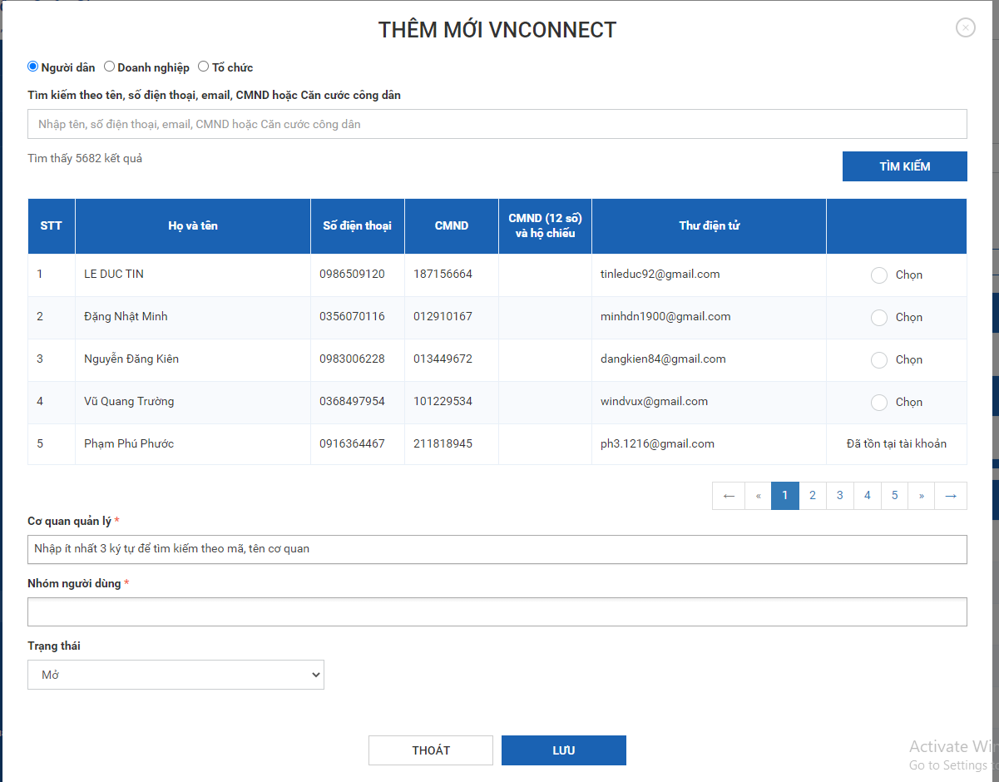 THÊM MỚI VNCONNECT
Người dân Doanh nghiệp Tổ chức
Tìm kiếm theo tên, số điện thoại, email, CMND hoặc Căn cước công dân
Nhập tên, số điện thoại, email, CMND hoặc Căn cước công dân
Tìm thấy 5682 kết quả
TÌM KIẾM
STT Họ và tên Số điện thoại CMND CMND (12 số) và hộ chiếu Thư điện tử
1 LE DUC TIN 0986509120 187156664 tinleduc92@gmail.com Chọn
2 Đặng Nhật Minh 0356070116 012910167 minhdn1900@gmail.com Chọn
3 Nguyễn Đăng Kiên 0983006228 013449672 dangkien84@gmail.com Chọn
4 Vũ Quang Trường 0368497954 101229534 windvux@gmail.com Chọn
5 Phạm Phú Phước 0916364467 211818945 ph3.1216@gmail.com Đã tồn tại tài khoản
← « 1 2 3 4 5 » →
Cơ quan quản lý *
Nhập ít nhất 3 ký tự để tìm kiếm theo mã, tên cơ quan
Nhóm người dùng *
Trạng thái
Mở
THOÁT LƯU
Activate Win
Go to Settings to